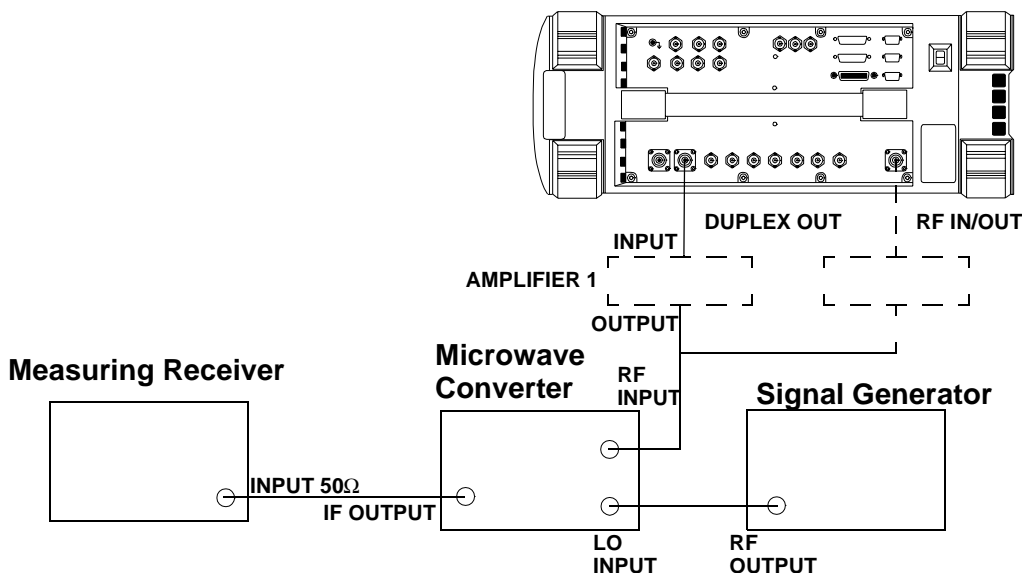 DUPLEX OUT
RF IN/OUT
INPUT
AMPLIFIER 1
OUTPUT
Measuring Receiver
Microwave
Converter
RF
INPUT
Signal Generator
INPUT 50Ω
IF OUTPUT
LO
INPUT
RF
OUTPUT